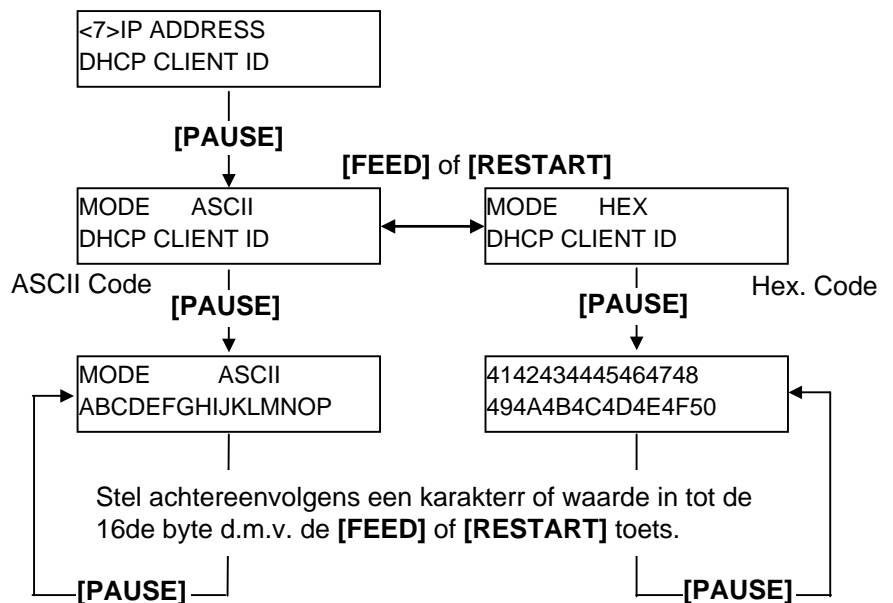 <7>IP ADDRESS
DHCP CLIENT ID
[PAUSE]
[FEED] of [RESTART]
MODE ASCII
DHCP CLIENT ID
MODE HEX
DHCP CLIENT ID
ASCII Code
[PAUSE]
[PAUSE]
Hex. Code
MODE ASCII
ABCDEFGHIJKLMNOP
4142434445464748
494A4B4C4D4E4F50
Stel achtereenvolgens een karakterr of waarde in tot de
16de byte d.m.v. de [FEED] of [RESTART] toets.
[PAUSE]
[PAUSE]